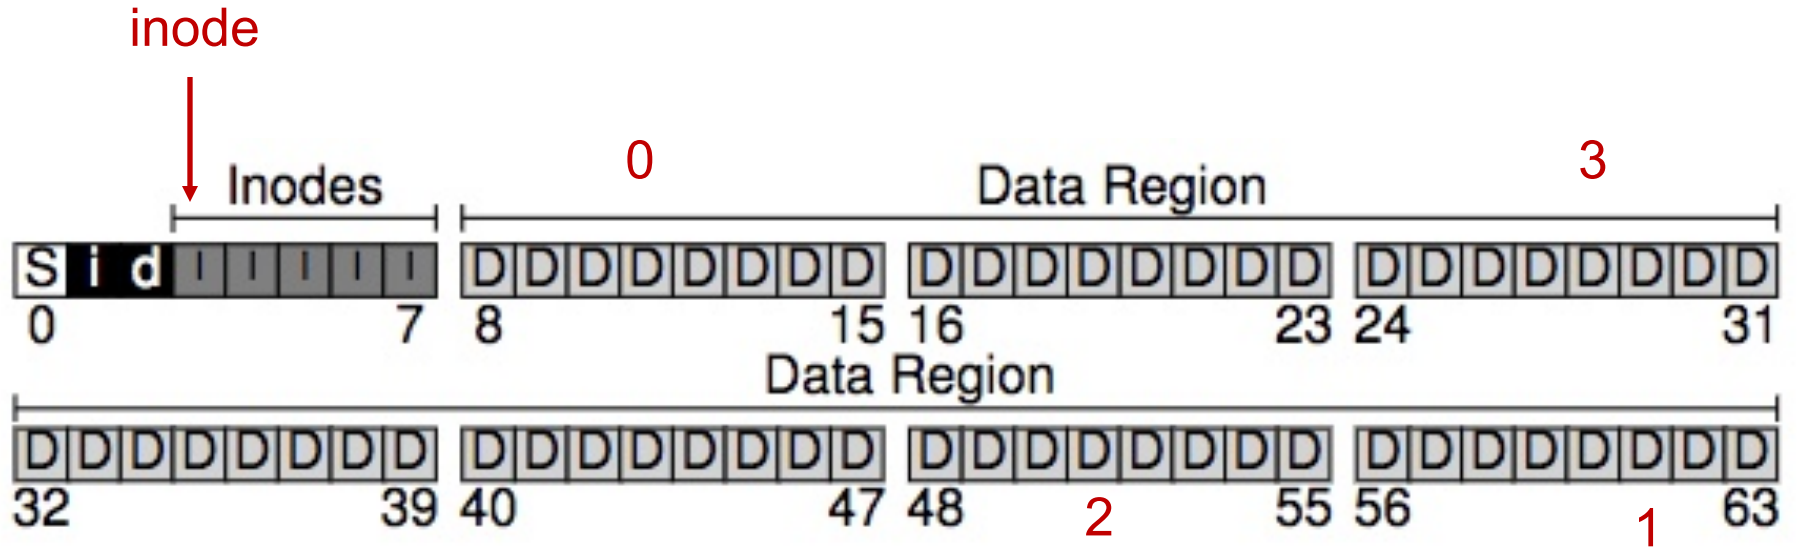 inode
0 3
Inodes Data Region
S i d I I I I I D D D D D D D D D D D D D D D D D D D D D D D D
0 7 8 15 16 23 24 31
Data Region
D D D D D D D D D D D D D D D D D D D D D D D D D D D D D D D D
32 39 40 47 48 2 55 56 1 63